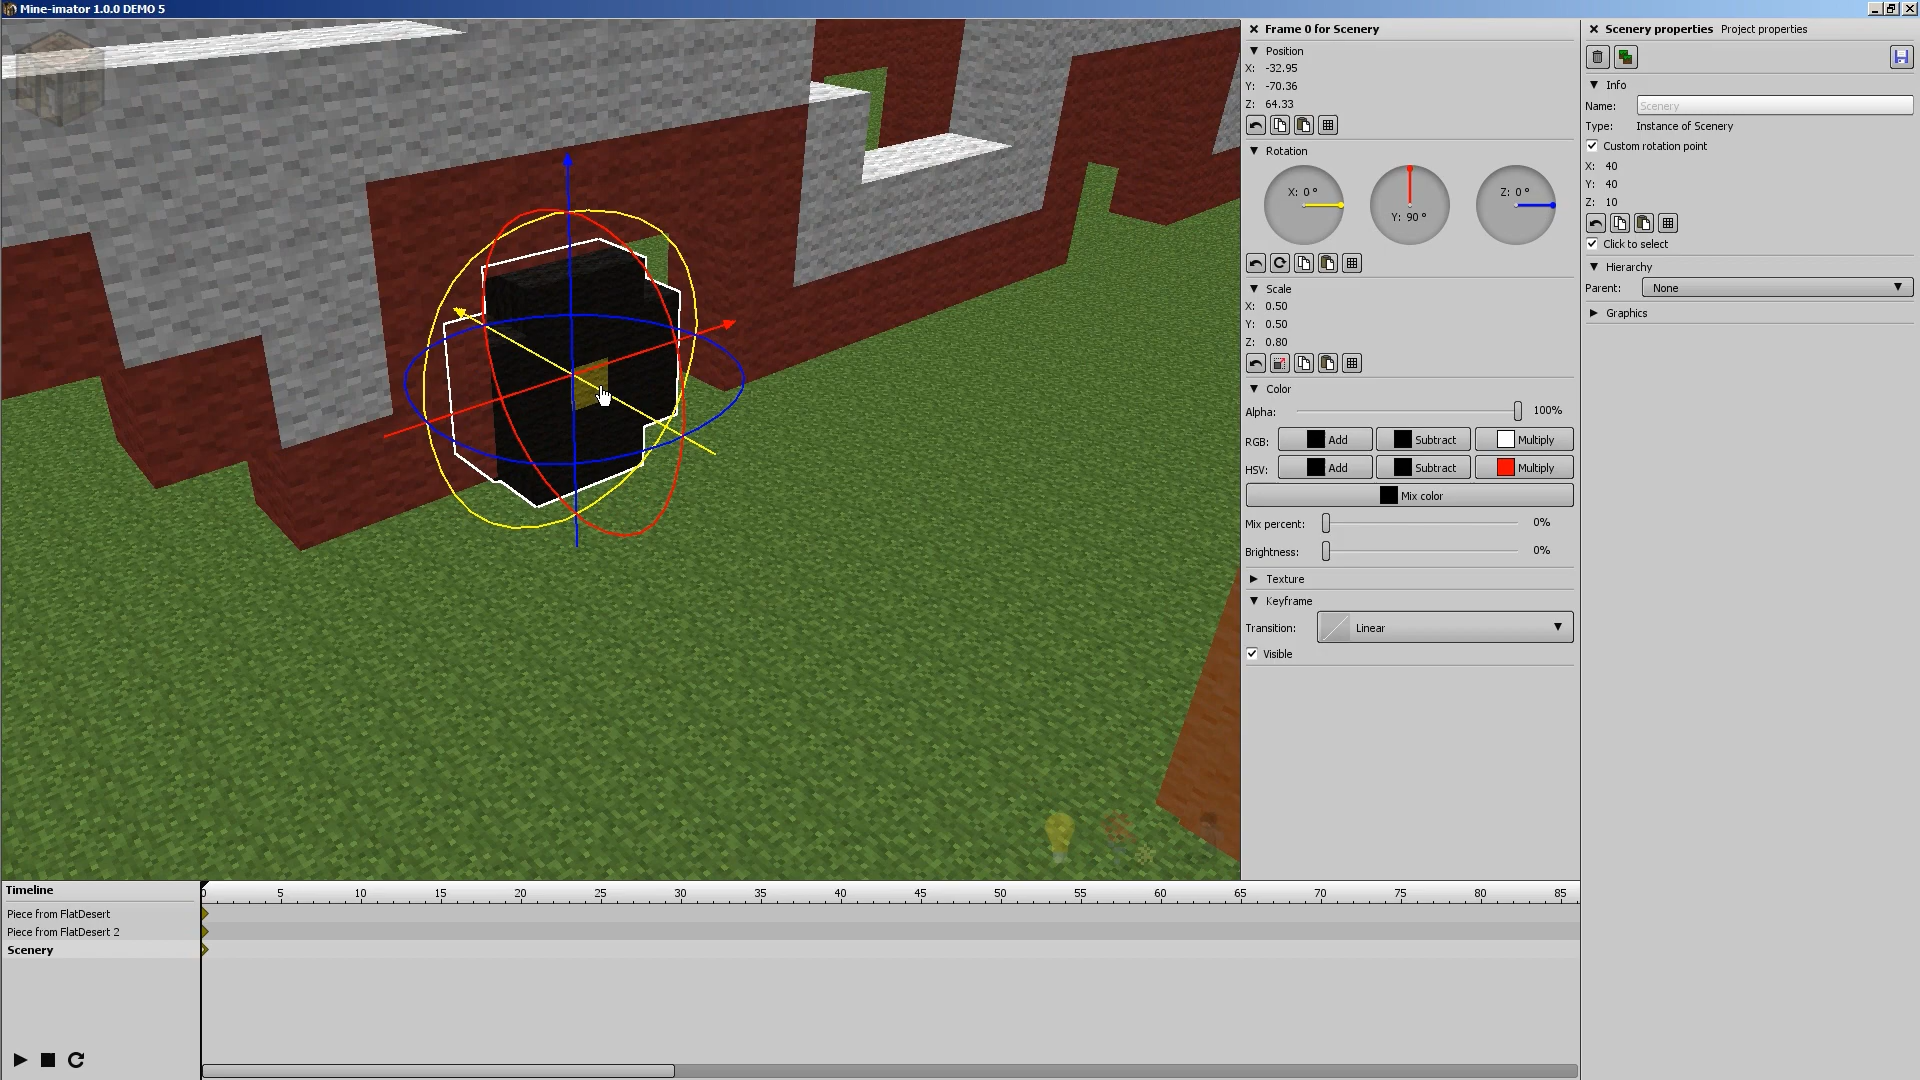 Mine-imator 1.0.0 DEMO 5
Frame 0 for Scenery
Position
X: -32.95
Y: -70.36
Z: 64.33
Rotation
X: 0 °
Y: 90 °
Z: 0 °
Scale
X: 0.50
Y: 0.50
Z: 0.80
Color
Alpha: 100%
RGB: Add Subtract Multiply
HSV: Add Subtract Multiply
Mix color
Mix percent: 0%
Brightness: 0%
Texture
Keyframe
Transition: Linear
Visible
Scenery properties Project properties
Info
Name: Scenery
Type: Instance of Scenery
Custom rotation point
X: 40
Y: 40
Z: 10
Click to select
Hierarchy
Parent: None
Graphics
Timeline
0 5 10 15 20 25 30 35 40 45 50 55 60 65 70 75 80 85
Piece from FlatDesert
Piece from FlatDesert 2
Scenery